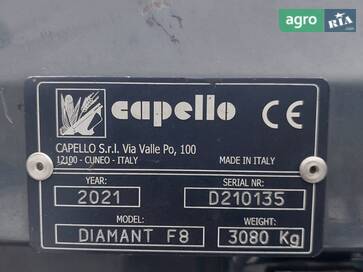 agro RIA.com
capello CE
CAPELLO S.r.l. Via Valle Po, 100
12100 - CUNEO - ITALY MADE IN ITALY
YEAR: SERIAL NR:
2021 D210135
MODEL: WEIGHT:
DIAMANT F8 3080 Kg